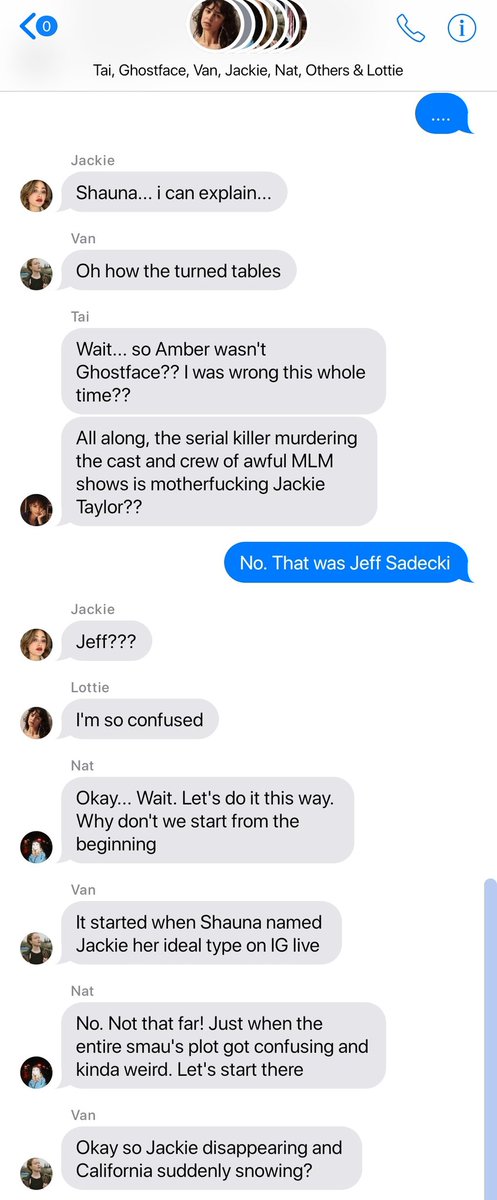 0
Tai, Ghostface, Van, Jackie, Nat, Others & Lottie
....
Jackie
Shauna... i can explain...
Van
Oh how the turned tables
Tai
Wait... so Amber wasn't
Ghostface?? I was wrong this whole
time??
All along, the serial killer murdering
the cast and crew of awful MLM
shows is motherfucking Jackie
Taylor??
No. That was Jeff Sadecki
Jackie
Jeff???
Lottie
I'm so confused
Nat
Okay... Wait. Let's do it this way.
Why don't we start from the
beginning
Van
It started when Shauna named
Jackie her ideal type on IG live
Nat
No. Not that far! Just when the
entire smau's plot got confusing and
kinda weird. Let's start there
Van
Okay so Jackie disappearing and
California suddenly snowing?